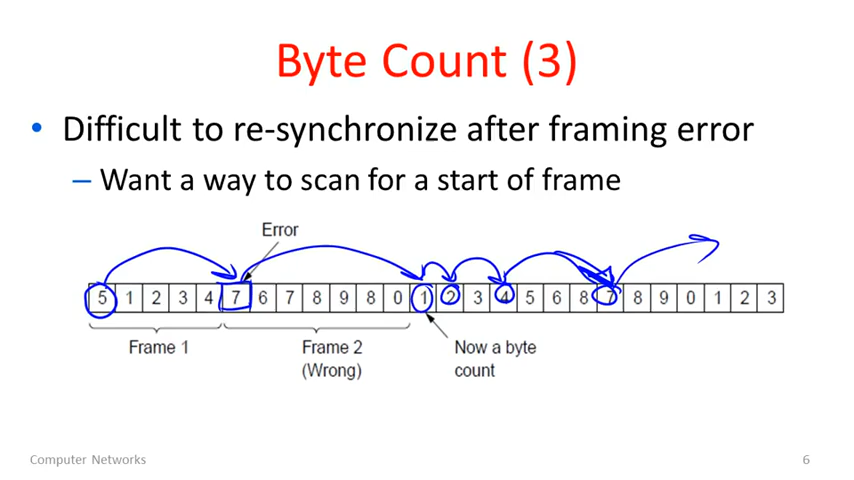 Byte Count (3)
• Difficult to re-synchronize after framing error
– Want a way to scan for a start of frame
Error
5 1 2 3 4 7 6 7 8 9 8 0 1 2 3 4 5 6 8 7 8 9 0 1 2 3
Frame 1
Frame 2
(Wrong)
Now a byte
count
Computer Networks
6